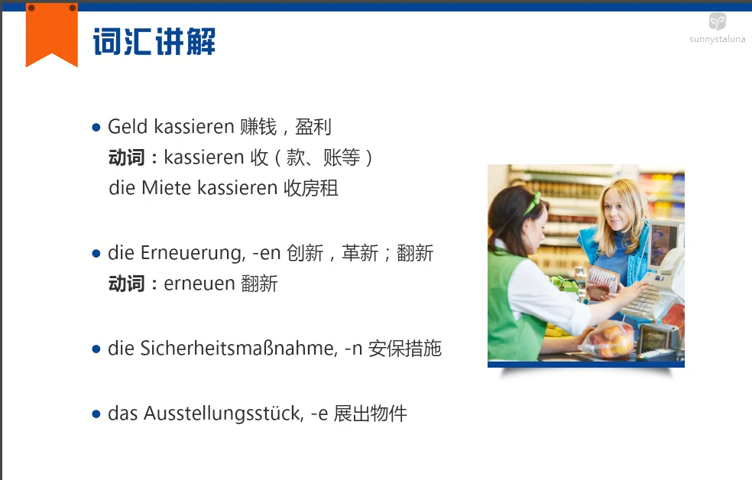 词汇讲解
sunnystaluna
Geld kassieren 赚钱，盈利
动词：kassieren 收（款、账等）
die Miete kassieren 收房租
die Erneuerung, -en 创新，革新；翻新
动词：erneuen 翻新
die Sicherheitsmaßnahme, -n 安保措施
das Ausstellungsstück, -e 展出物件